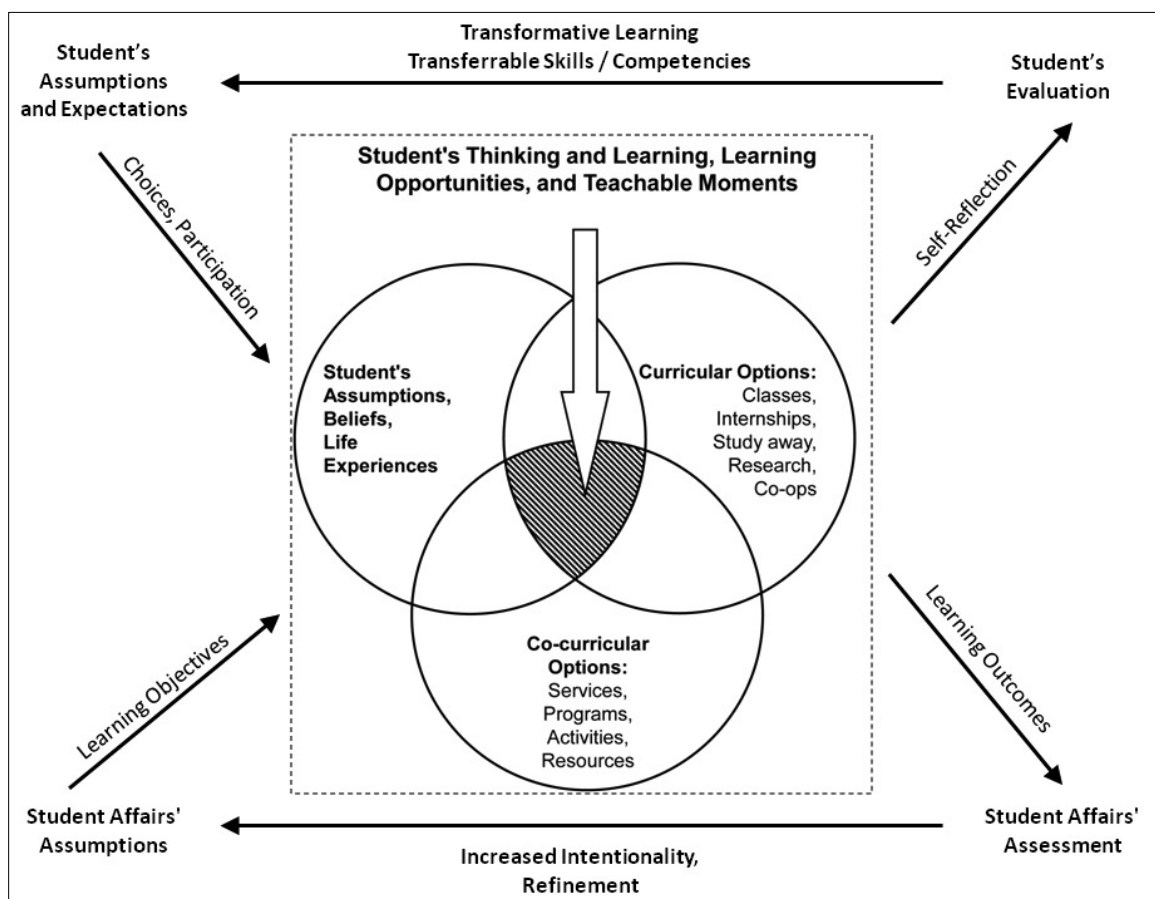 Transformative Learning
Transferrable Skills / Competencies
Student’s
Assumptions
and Expectations
Student’s
Evaluation
Choices, Participation
Self-Reflection
Student's Thinking and Learning, Learning
Opportunities, and Teachable Moments
Student's
Assumptions,
Beliefs,
Life
Experiences
Curricular Options:
Classes,
Internships,
Study away,
Research,
Co-ops
Co-curricular
Options:
Services,
Programs,
Activities,
Resources
Learning Objectives
Learning Outcomes
Student Affairs'
Assumptions
Student Affairs'
Assessment
Increased Intentionality,
Refinement